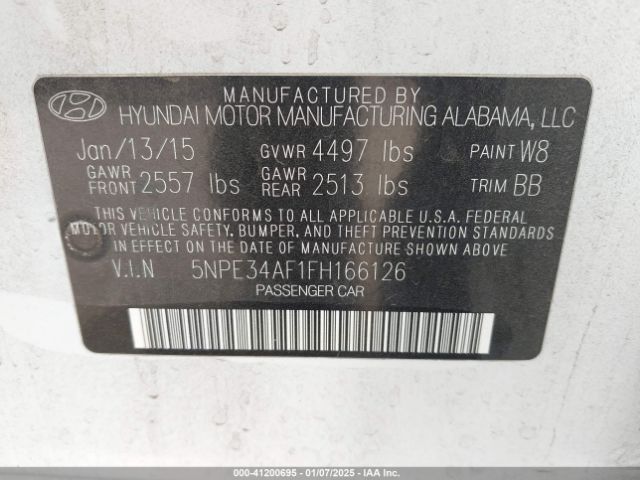 MANUFACTURED BY
HYUNDAI MOTOR MANUFACTURING ALABAMA, LLC
Jan/13/15 GVWR 4497 lbs PAINT W8
GAWR FRONT 2557 lbs GAWR REAR 2513 lbs TRIM BB
THIS VEHICLE CONFORMS TO ALL APPLICABLE U.S.A. FEDERAL
MOTOR VEHICLE SAFETY, BUMPER, AND THEFT PREVENTION STANDARDS
IN EFFECT ON THE DATE OF MANUFACTURE SHOWN ABOVE.
V.I.N 5NPE34AF1FH166126
PASSENGER CAR
000-41200695 - 01/07/2025 - IAA Inc.